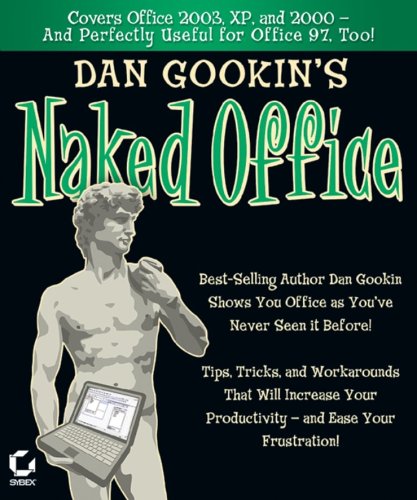 Covers Office 2003, XP, and 2000 –
And Perfectly Useful for Office 97, Too!
DAN GOOKIN'S
Naked Office
Best-Selling Author Dan Gookin
Shows You Office as You've
Never Seen it Before!
Tips, Tricks, and Workarounds
That Will Increase Your
Productivity – and Ease Your
Frustration!
SYBEX